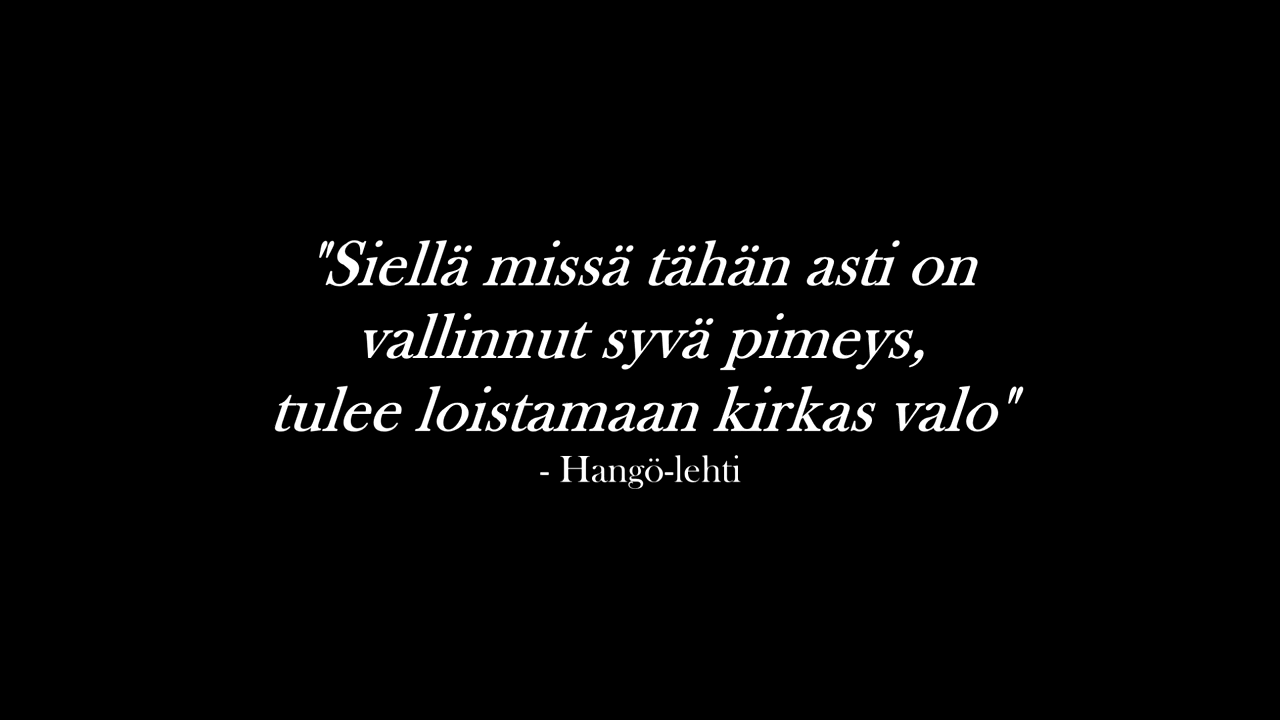 "Siellä missä tähän asti on
vallinnut syvä pimeys,
tulee loistamaan kirkas valo"
- Hangö-lehti